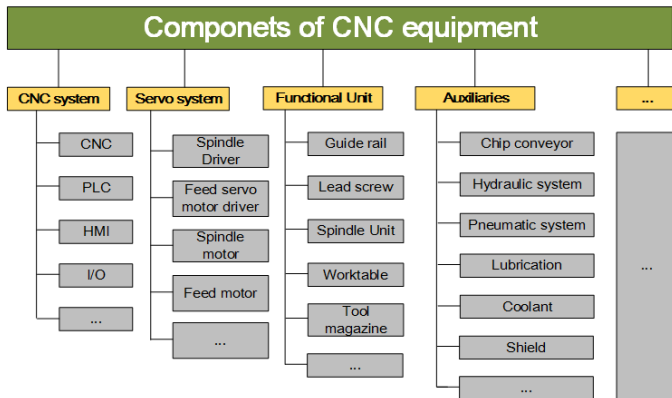 Componets of CNC equipment
CNC system
CNC
PLC
HMI
I/O
...
Servo system
Spindle
Driver
Feed servo
motor driver
Spindle
motor
Feed motor
...
Functional Unit
Guide rail
Lead screw
Spindle Unit
Worktable
Tool
magazine
...
Auxiliaries
Chip conveyor
Hydraulic system
Pneumatic system
Lubrication
Coolant
Shield
...
...
...